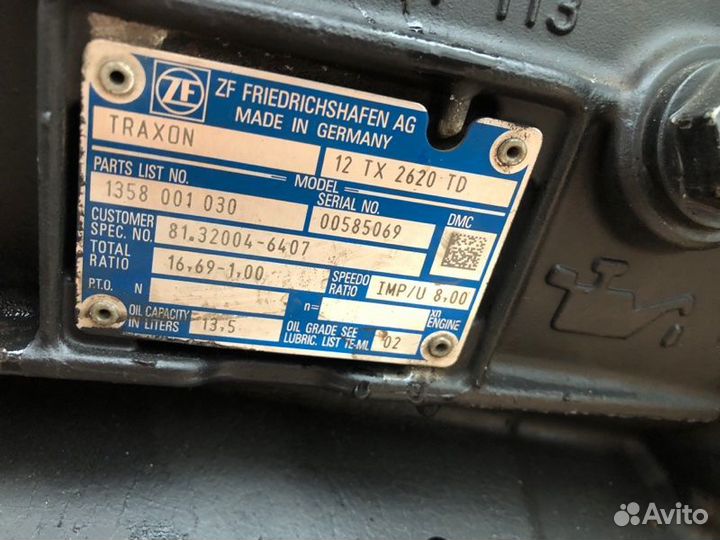 113
ZF
ZF FRIEDRICHSHAFEN AG
MADE IN GERMANY
TRAXON
12 TX 2620 TD
MODEL
PARTS LIST NO.
1358 001 030
SERIAL NO.
00585069
DMC
CUSTOMER
SPEC. NO.
81.32004-6407
TOTAL
RATIO
16,69-1,00
SPEEDO
RATIO
IMP/U 8,00
P.T.O.
N
n=
xn
ENGINE
OIL CAPACITY
IN LITERS
13,5
OIL GRADE SEE
LUBRIC. LIST TE-ML
02
Avito